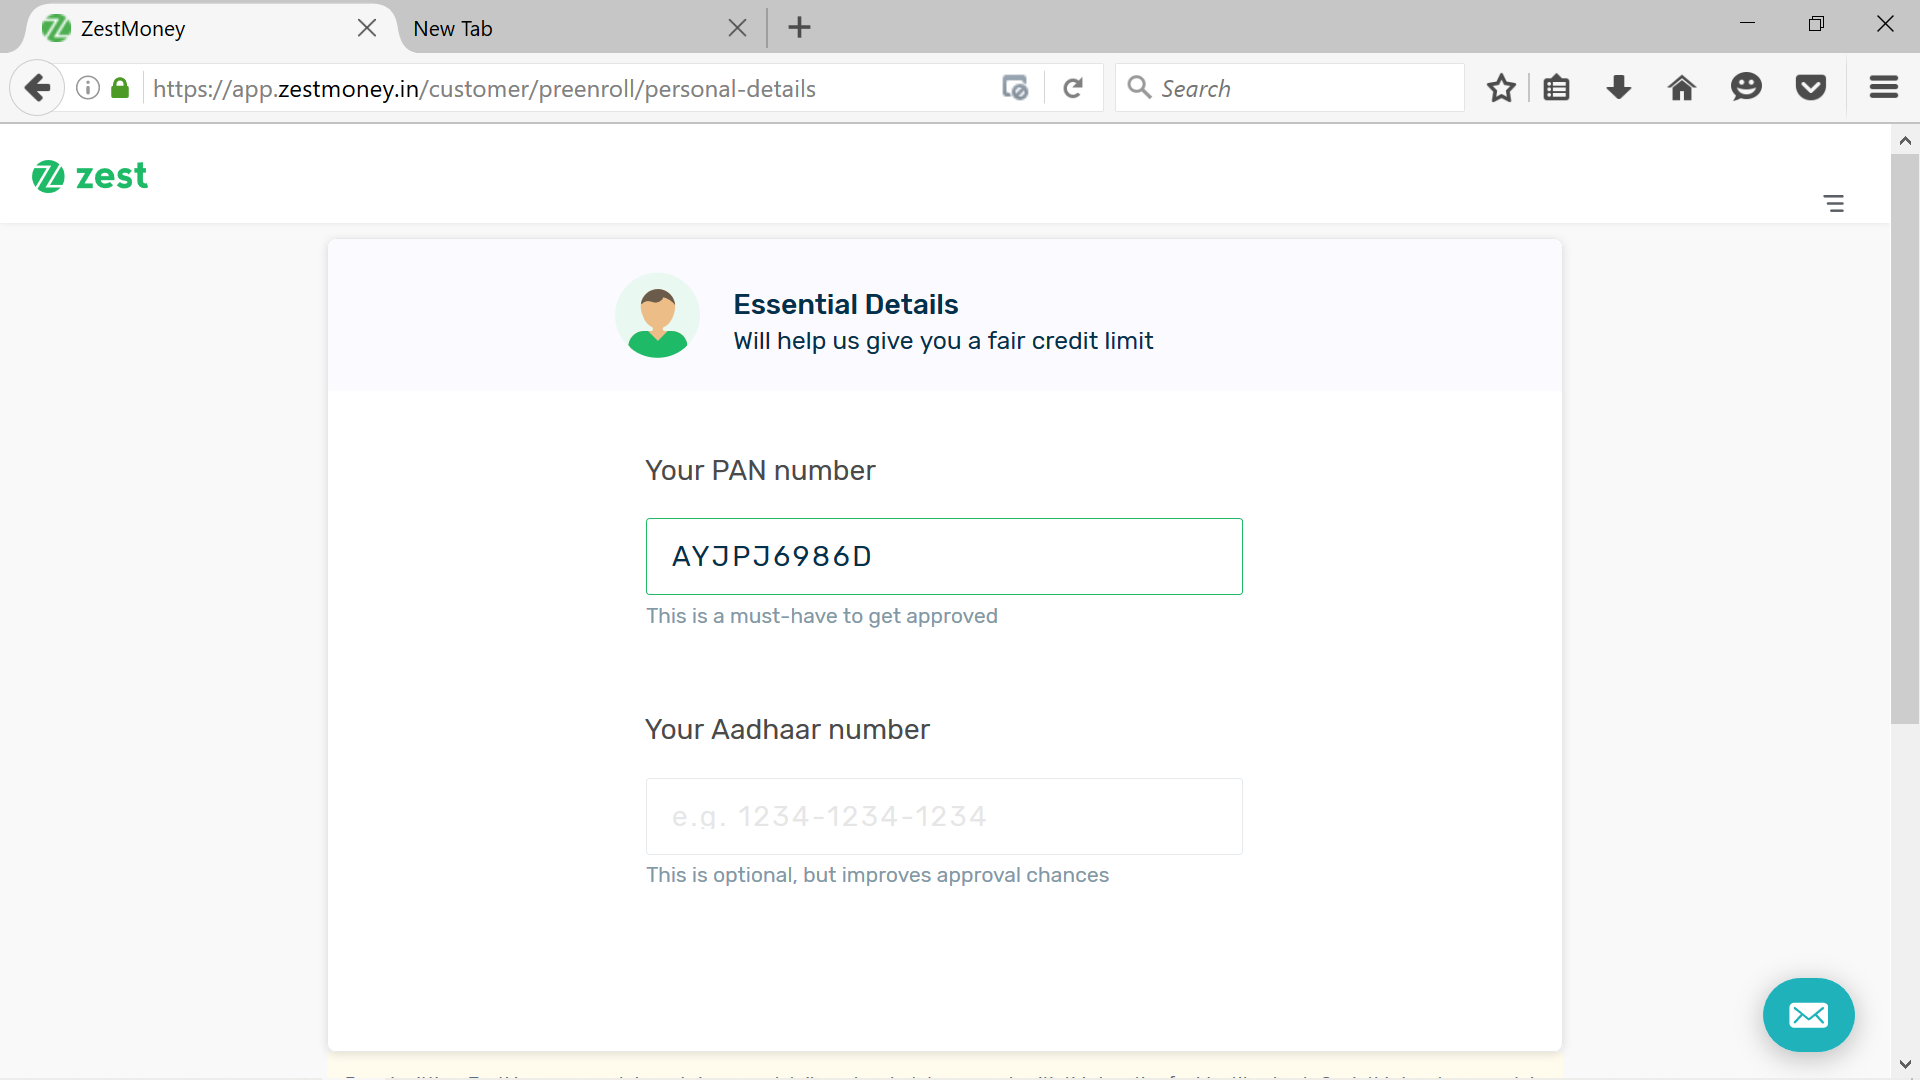 ZestMoney
New Tab
https://app.zestmoney.in/customer/preenroll/personal-details
Search
zest
Essential Details
Will help us give you a fair credit limit
Your PAN number
AYJPJ6986D
This is a must-have to get approved
Your Aadhaar number
e.g. 1234-1234-1234
This is optional, but improves approval chances